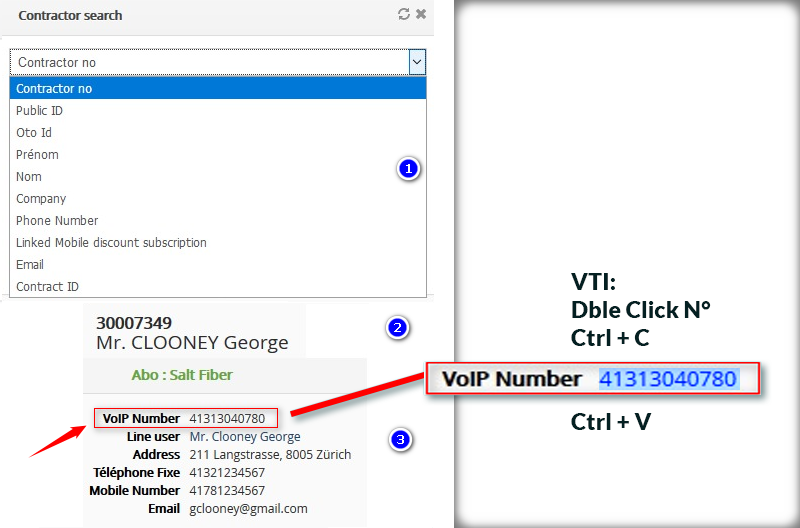 Contractor search
Contractor no
Contractor no
Public ID
Oto Id
Prénom
Nom
Company
Phone Number
Linked Mobile discount subscription
Email
Contract ID
1
30007349
Mr. CLOONEY George
2
Abo : Salt Fiber
VoIP Number 41313040780
Line user Mr. Clooney George
Address 211 Langstrasse, 8005 Zürich
Téléphone Fixe 41321234567
Mobile Number 41781234567
Email gclooney@gmail.com
3
VTI:
Dble Click N°
Ctrl + C
VoIP Number 41313040780
Ctrl + V